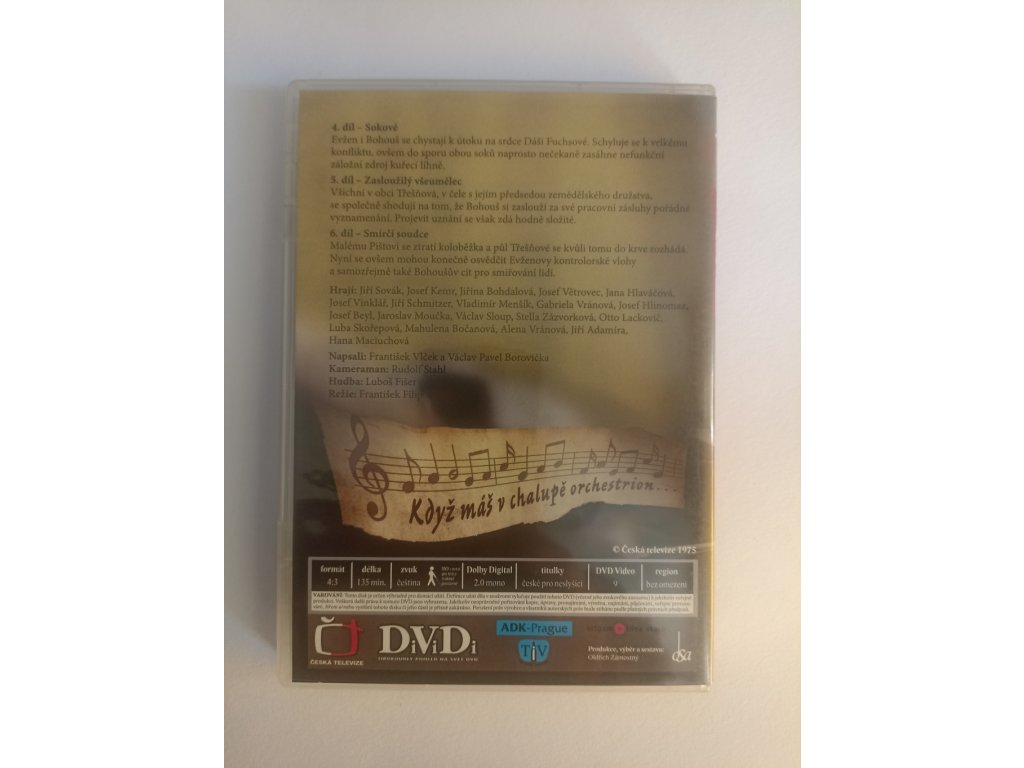 4. díl – Sokové
Evžen i Bohouš se chystají k útoku na srdce Dáši Fuchsové. Schyluje se k velkému
konfliktu, ovšem do sporu obou soků naprosto nečekaně zasáhne nefunkční
záložní zdroj kuřecí líhně.
5. díl – Zasloužilý všeumělec
Všichni v obci Třešňová, v čele s jejím předsedou zemědělského družstva,
se společně shodují na tom, že Bohouš si zaslouží za své pracovní zásluhy pořádné
vyznamenání. Projevit uznání se však zdá hodně složité.
6. díl – Smírčí soudce
Malému Pištovi se ztratí koloběžka a půl Třešňové se kvůli tomu do krve rozhádá.
Nyní se ovšem mohou konečně osvědčit Evženovy kontrolorské vlohy
a samozřejmě také Bohoušův cit pro smiřování lidí.
Hrají: Jiří Sovák, Josef Kemr, Jiřina Bohdalová, Josef Větrovec, Jana Hlaváčová,
Josef Vinklář, Jiří Schmitzer, Vladimír Menšík, Gabriela Vránová, Josef Hlinomaz,
Josef Beyl, Jaroslav Moučka, Václav Sloup, Stella Zázvorková, Otto Lackovič,
Luba Skořepová, Mahulena Bočanová, Alena Vránová, Jiří Adamíra,
Hana Maciuchová
Napsali: František Vlček a Václav Pavel Borovička
Kameraman: Rudolf Stahl
Hudba: Luboš Fišer
Režie: František Filip
Když máš v chalupě orchestrion...
© Česká televize 1975
formát délka zvuk Dolby Digital titulky DVD Video region
4:3 135 min. čeština 2.0 mono české pro neslyšící 9 bez omezení
ČESKÁ TELEVIZE
DiViDi
ADK-Prague
TiV
Produkce, výběr a sestava:
Oldřich Zámostný
q&a